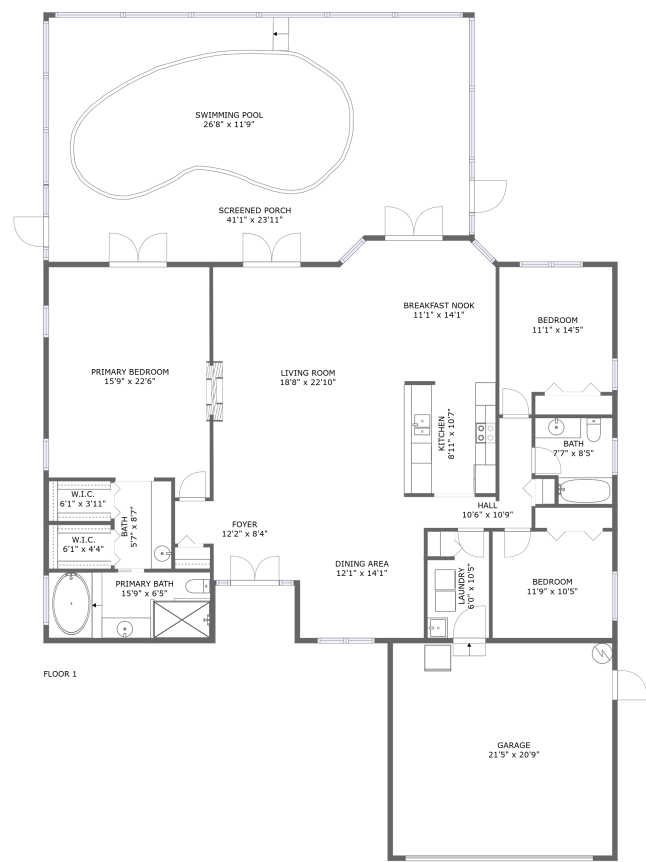 SWIMMING POOL
26'8" x 11'9"
SCREENED PORCH
41'1" x 23'11"
BREAKFAST NOOK
11'1" x 14'1"
BEDROOM
11'1" x 14'5"
PRIMARY BEDROOM
15'9" x 22'6"
LIVING ROOM
18'8" x 22'10"
KITCHEN
8'11" x 10'7"
BATH
7'7" x 8'5"
W.I.C.
6'1" x 3'11"
BATH
5'7" x 8'7"
HALL
10'6" x 10'9"
FOYER
12'2" x 8'4"
W.I.C.
6'1" x 4'4"
DINING AREA
12'1" x 14'1"
LAUNDRY
6'0" x 10'5"
PRIMARY BATH
15'9" x 6'5"
BEDROOM
11'9" x 10'5"
FLOOR 1
GARAGE
21'5" x 20'9"